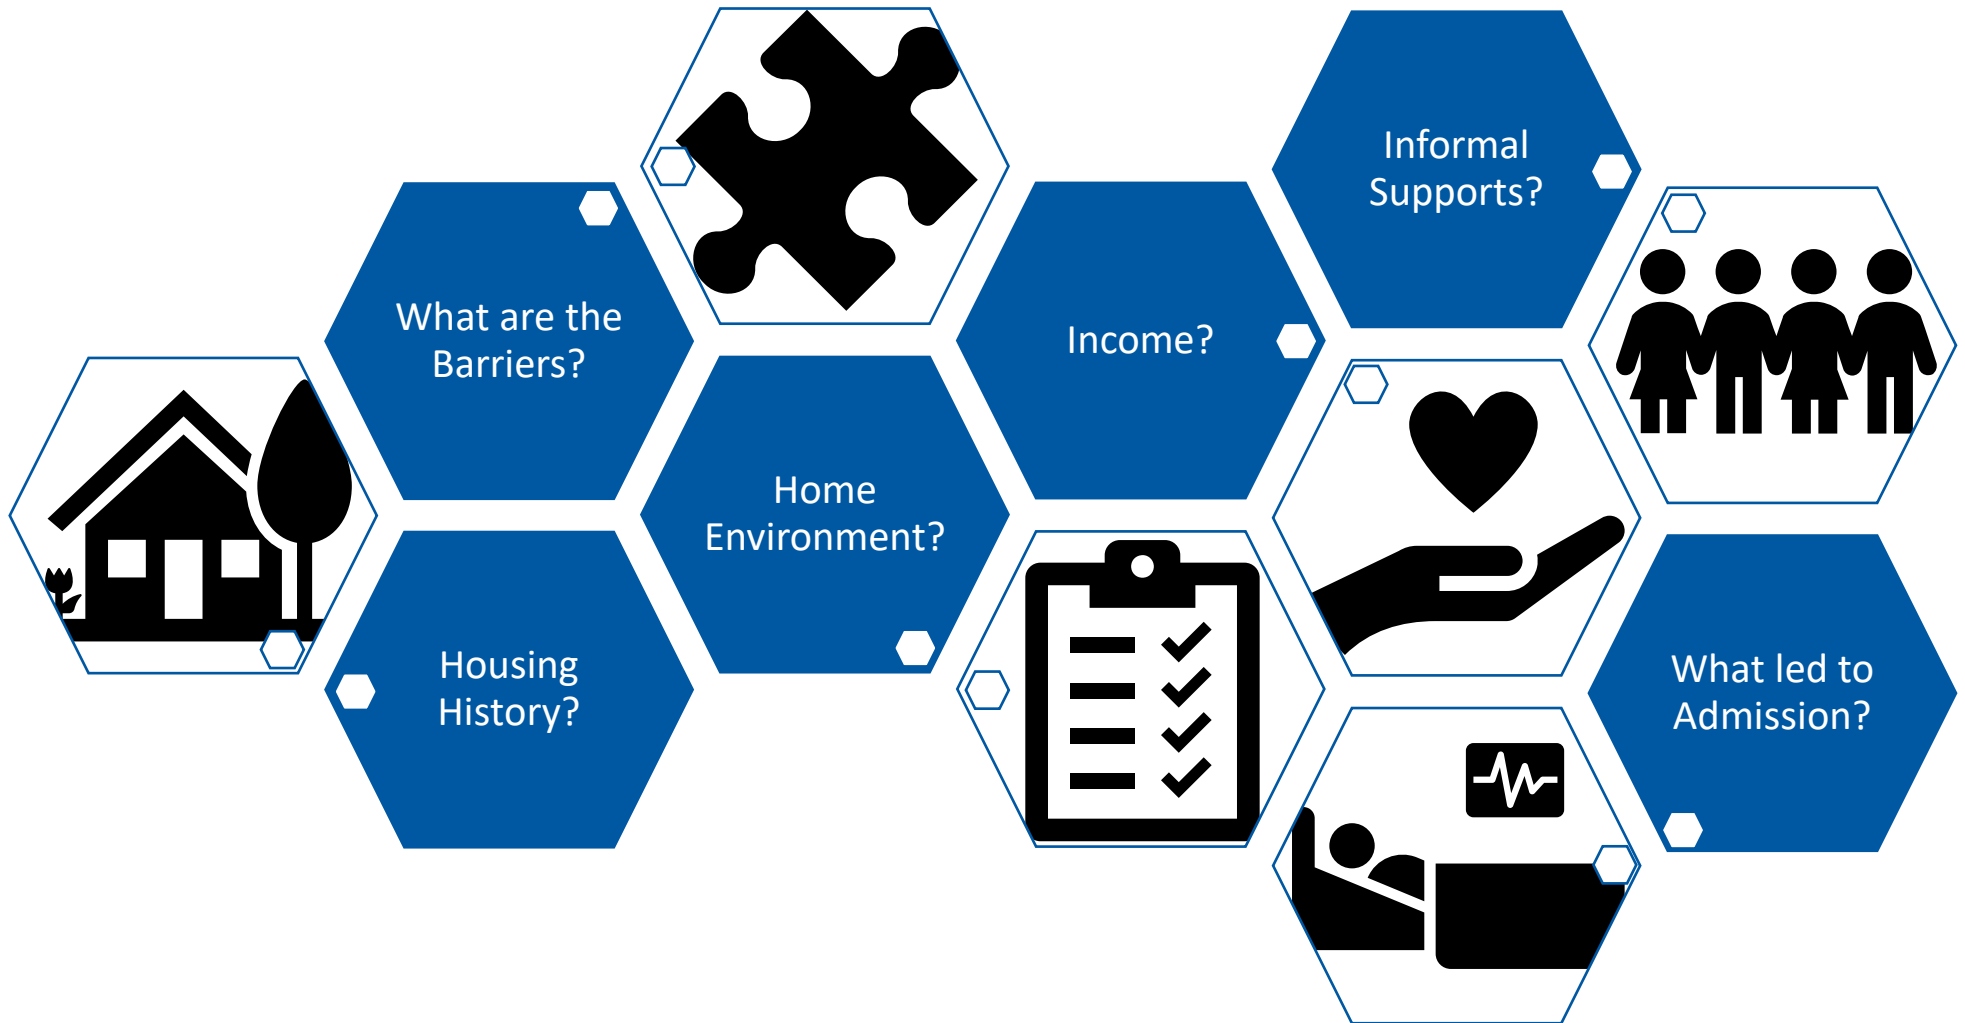 What are the
Barriers?
Housing
History?
Home
Environment?
Income?
Informal
Supports?
What led to
Admission?